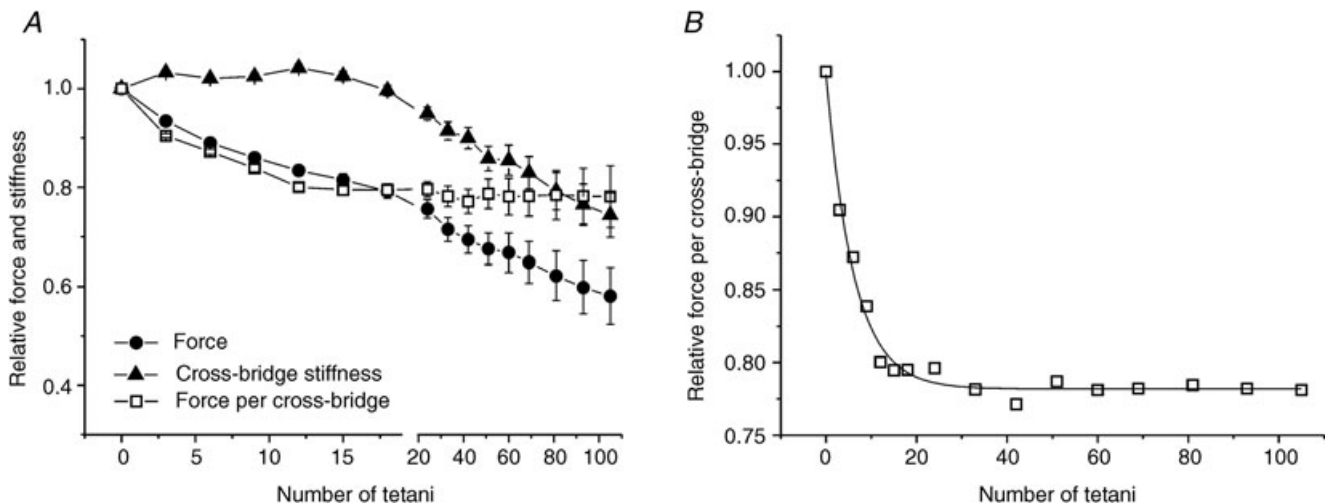 A
Relative force and stiffness
1.0
0.8
0.6
0.4
Force
Cross-bridge stiffness
Force per cross-bridge
0 5 10 15 20 40 60 80 100
Number of tetani
B
Relative force per cross-bridge
1.00
0.95
0.90
0.85
0.80
0.75
0 20 40 60 80 100
Number of tetani